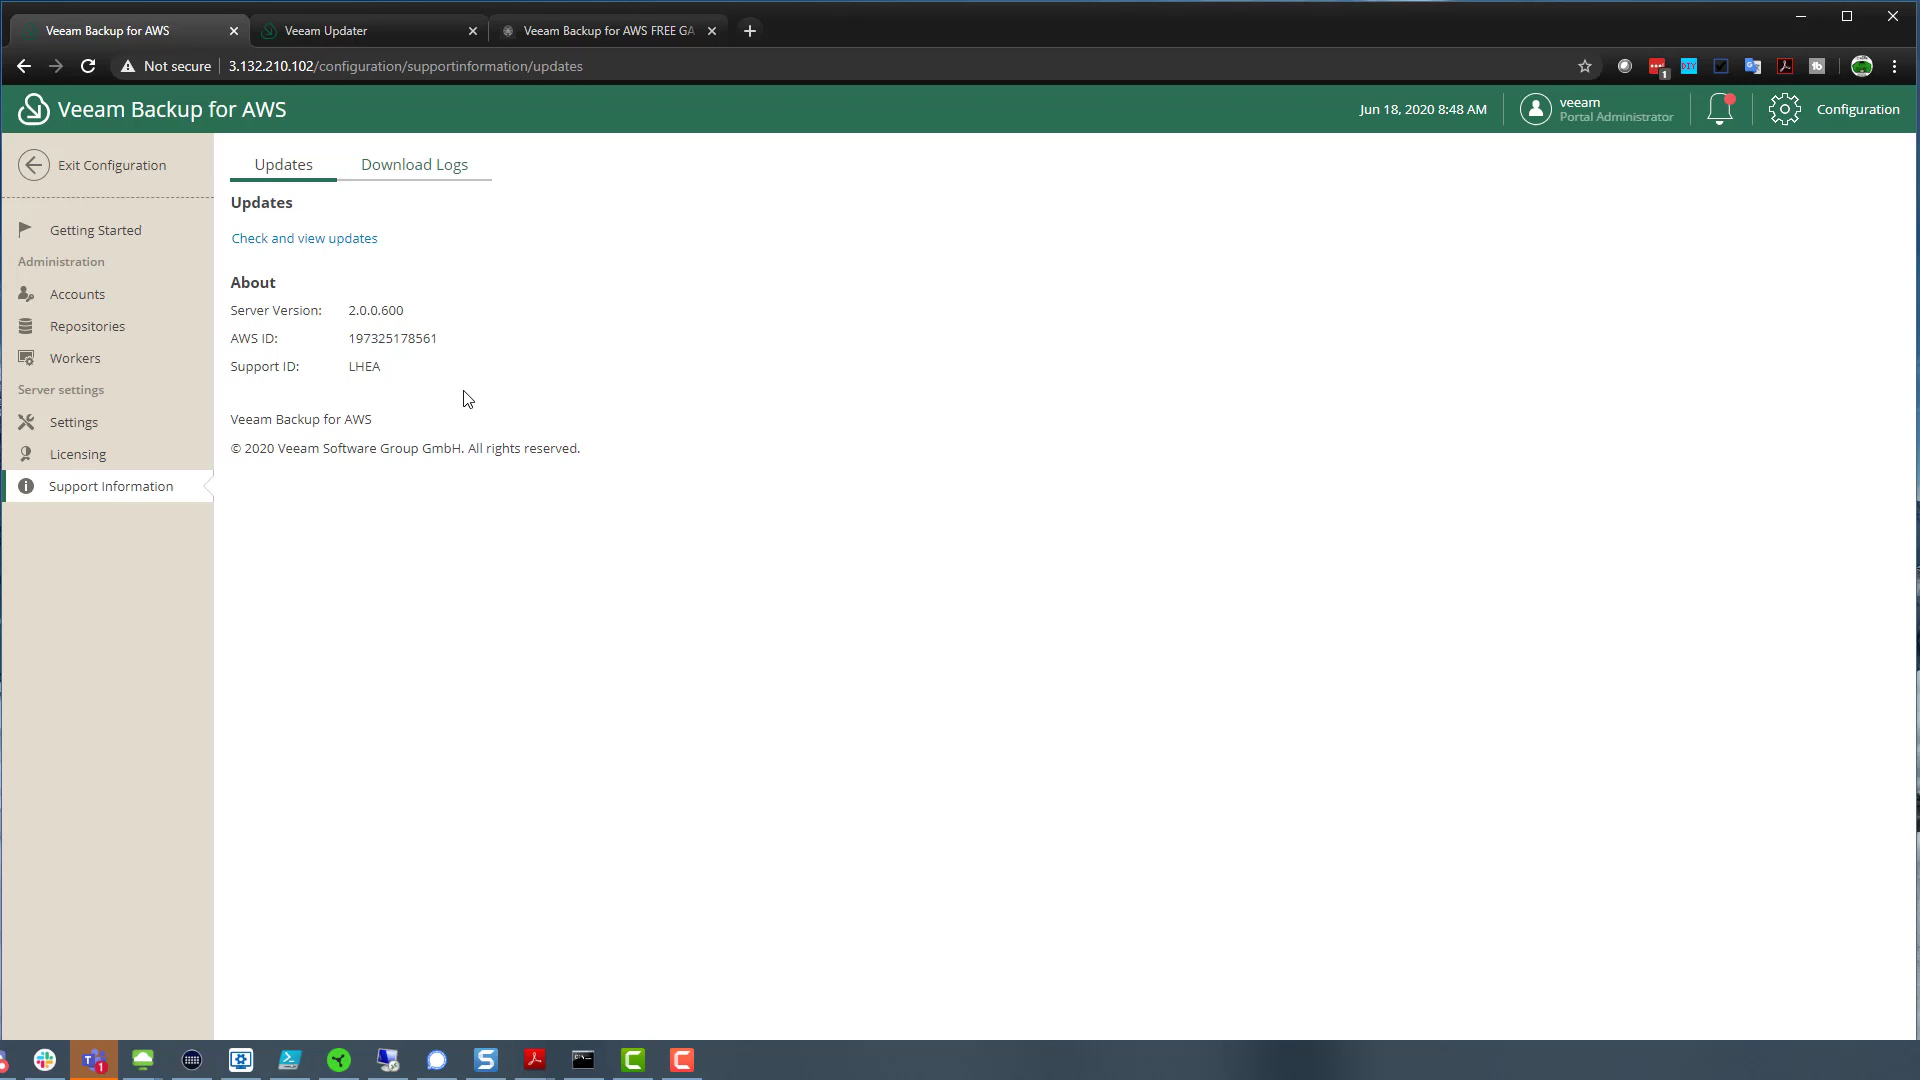 Veeam Backup for AWS
Veeam Updater
Veeam Backup for AWS FREE GA
Not secure
3.132.210.102/configuration/supportinformation/updates
1
DIY
tb
Veeam Backup for AWS
Jun 18, 2020 8:48 AM
veeam
Portal Administrator
Configuration
Exit Configuration
Getting Started
Administration
Accounts
Repositories
Workers
Server settings
Settings
Licensing
Support Information
Updates
Download Logs
Updates
Check and view updates
About
Server Version: 2.0.0.600
AWS ID: 197325178561
Support ID: LHEA
Veeam Backup for AWS
© 2020 Veeam Software Group GmbH. All rights reserved.
1